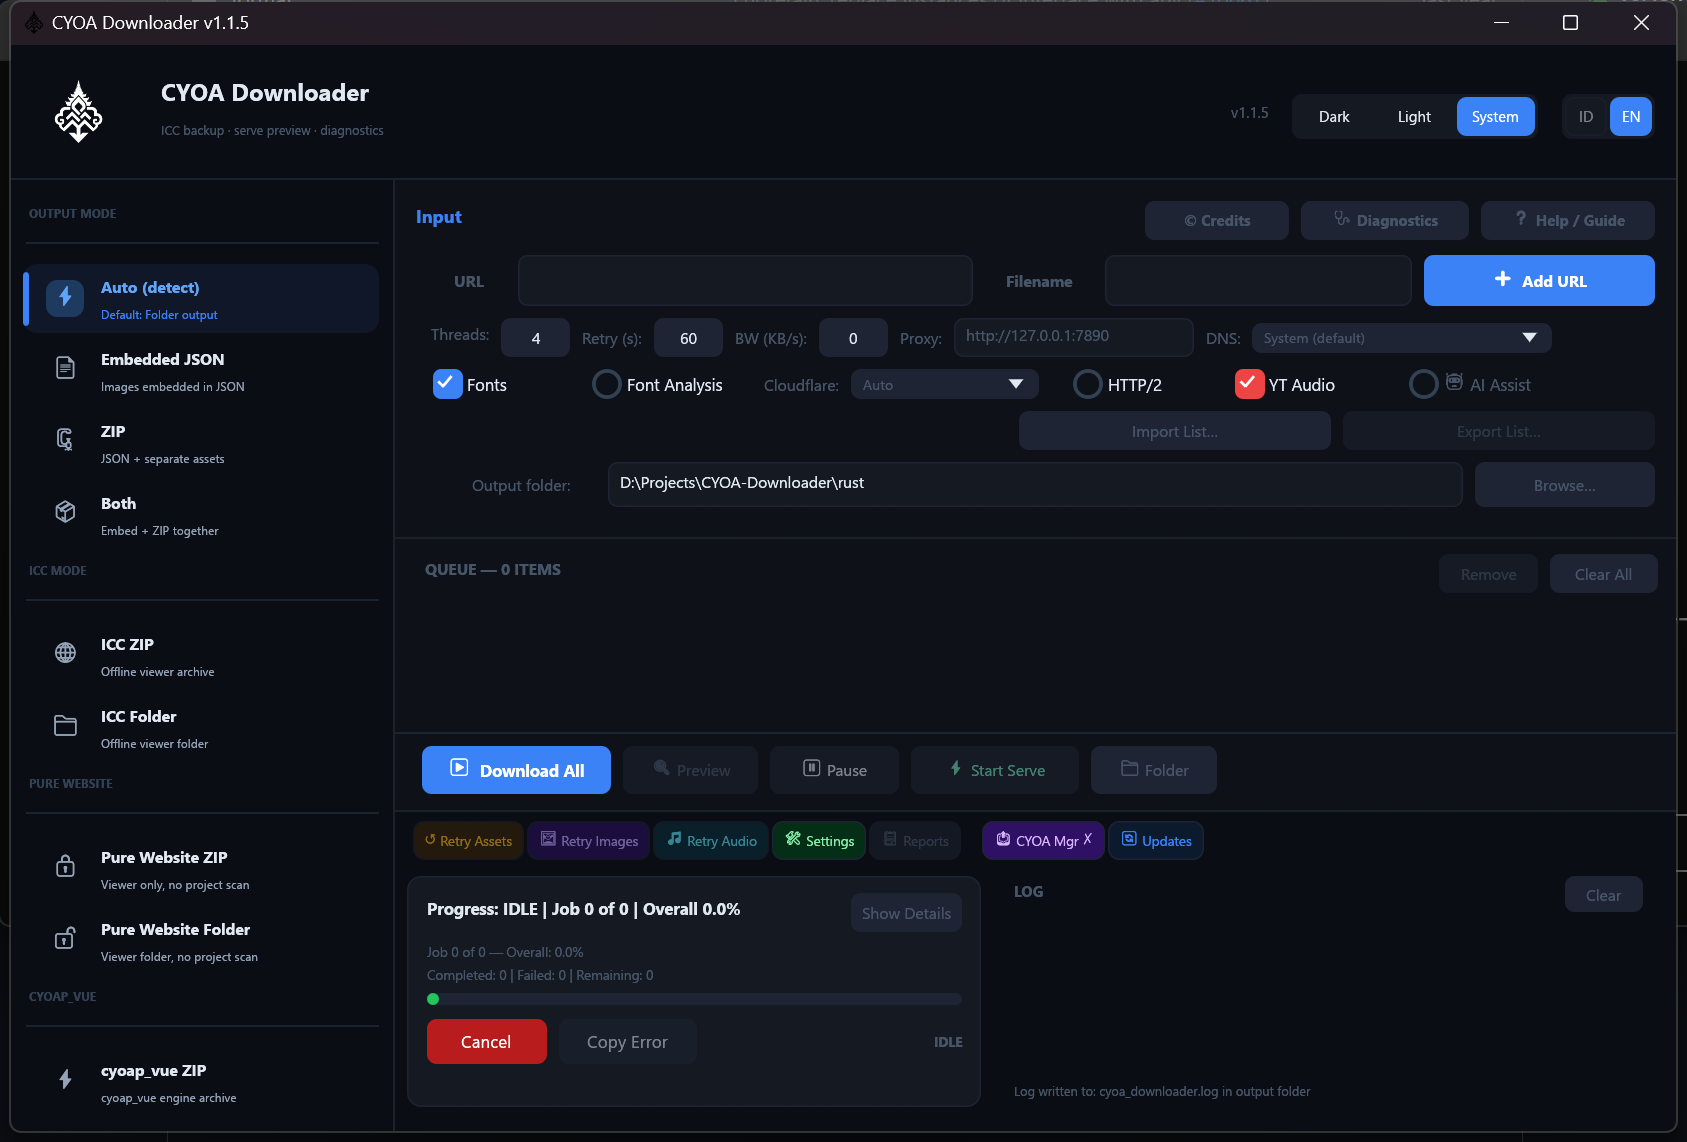 CYOA Downloader v1.1.5
CYOA Downloader
ICC backup · serve preview · diagnostics
v1.1.5
Dark
Light
System
ID
EN
OUTPUT MODE
Auto (detect)
Default: Folder output
Embedded JSON
Images embedded in JSON
ZIP
JSON + separate assets
Both
Embed + ZIP together
ICC MODE
ICC ZIP
Offline viewer archive
ICC Folder
Offline viewer folder
PURE WEBSITE
Pure Website ZIP
Viewer only, no project scan
Pure Website Folder
Viewer folder, no project scan
CYOAP_VUE
cyoap_vue ZIP
cyoap_vue engine archive
Input
© Credits
Diagnostics
? Help / Guide
URL
Filename
+ Add URL
Threads:
4
Retry (s):
60
BW (KB/s):
0
Proxy:
http://127.0.0.1:7890
DNS:
System (default)
Fonts
Font Analysis
Cloudflare:
Auto
HTTP/2
YT Audio
AI Assist
Import List...
Export List...
Output folder:
D:\Projects\CYOA-Downloader\rust
Browse...
QUEUE — 0 ITEMS
Remove
Clear All
Download All
Preview
Pause
Start Serve
Folder
Retry Assets
Retry Images
Retry Audio
Settings
Reports
CYOA Mgr X
Updates
Progress: IDLE | Job 0 of 0 | Overall 0.0%
Show Details
Job 0 of 0 — Overall: 0.0%
Completed: 0 | Failed: 0 | Remaining: 0
Cancel
Copy Error
IDLE
LOG
Clear
Log written to: cyoa_downloader.log in output folder